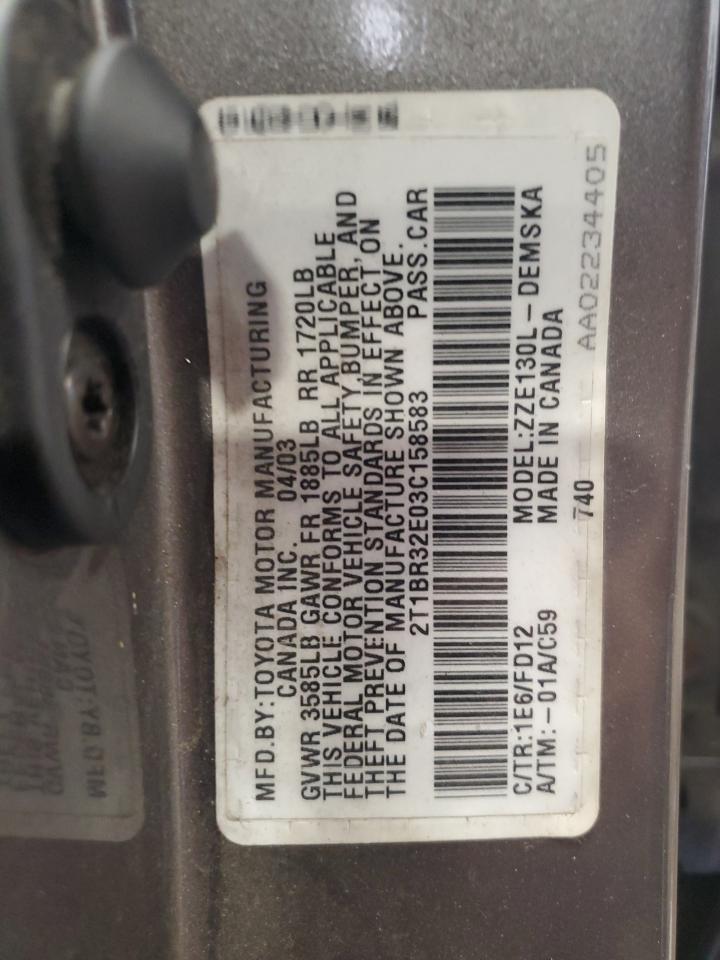 MFD.BY:TOYOTA MOTOR MANUFACTURING
CANADA INC. 04/03
GVWR 3585LB GAWR FR 1885LB RR 1720LB
THIS VEHICLE CONFORMS TO ALL APPLICABLE
FEDERAL MOTOR VEHICLE SAFETY,BUMPER, AND
THEFT PREVENTION STANDARDS IN EFFECT ON
THE DATE OF MANUFACTURE SHOWN ABOVE.
2T1BR32E03C158583 PASS.CAR
C/TR:1E6/FD12 MODEL:ZZE130L-DEMSKA
A/TM:-01A/C59 MADE IN CANADA
740 AA02234405